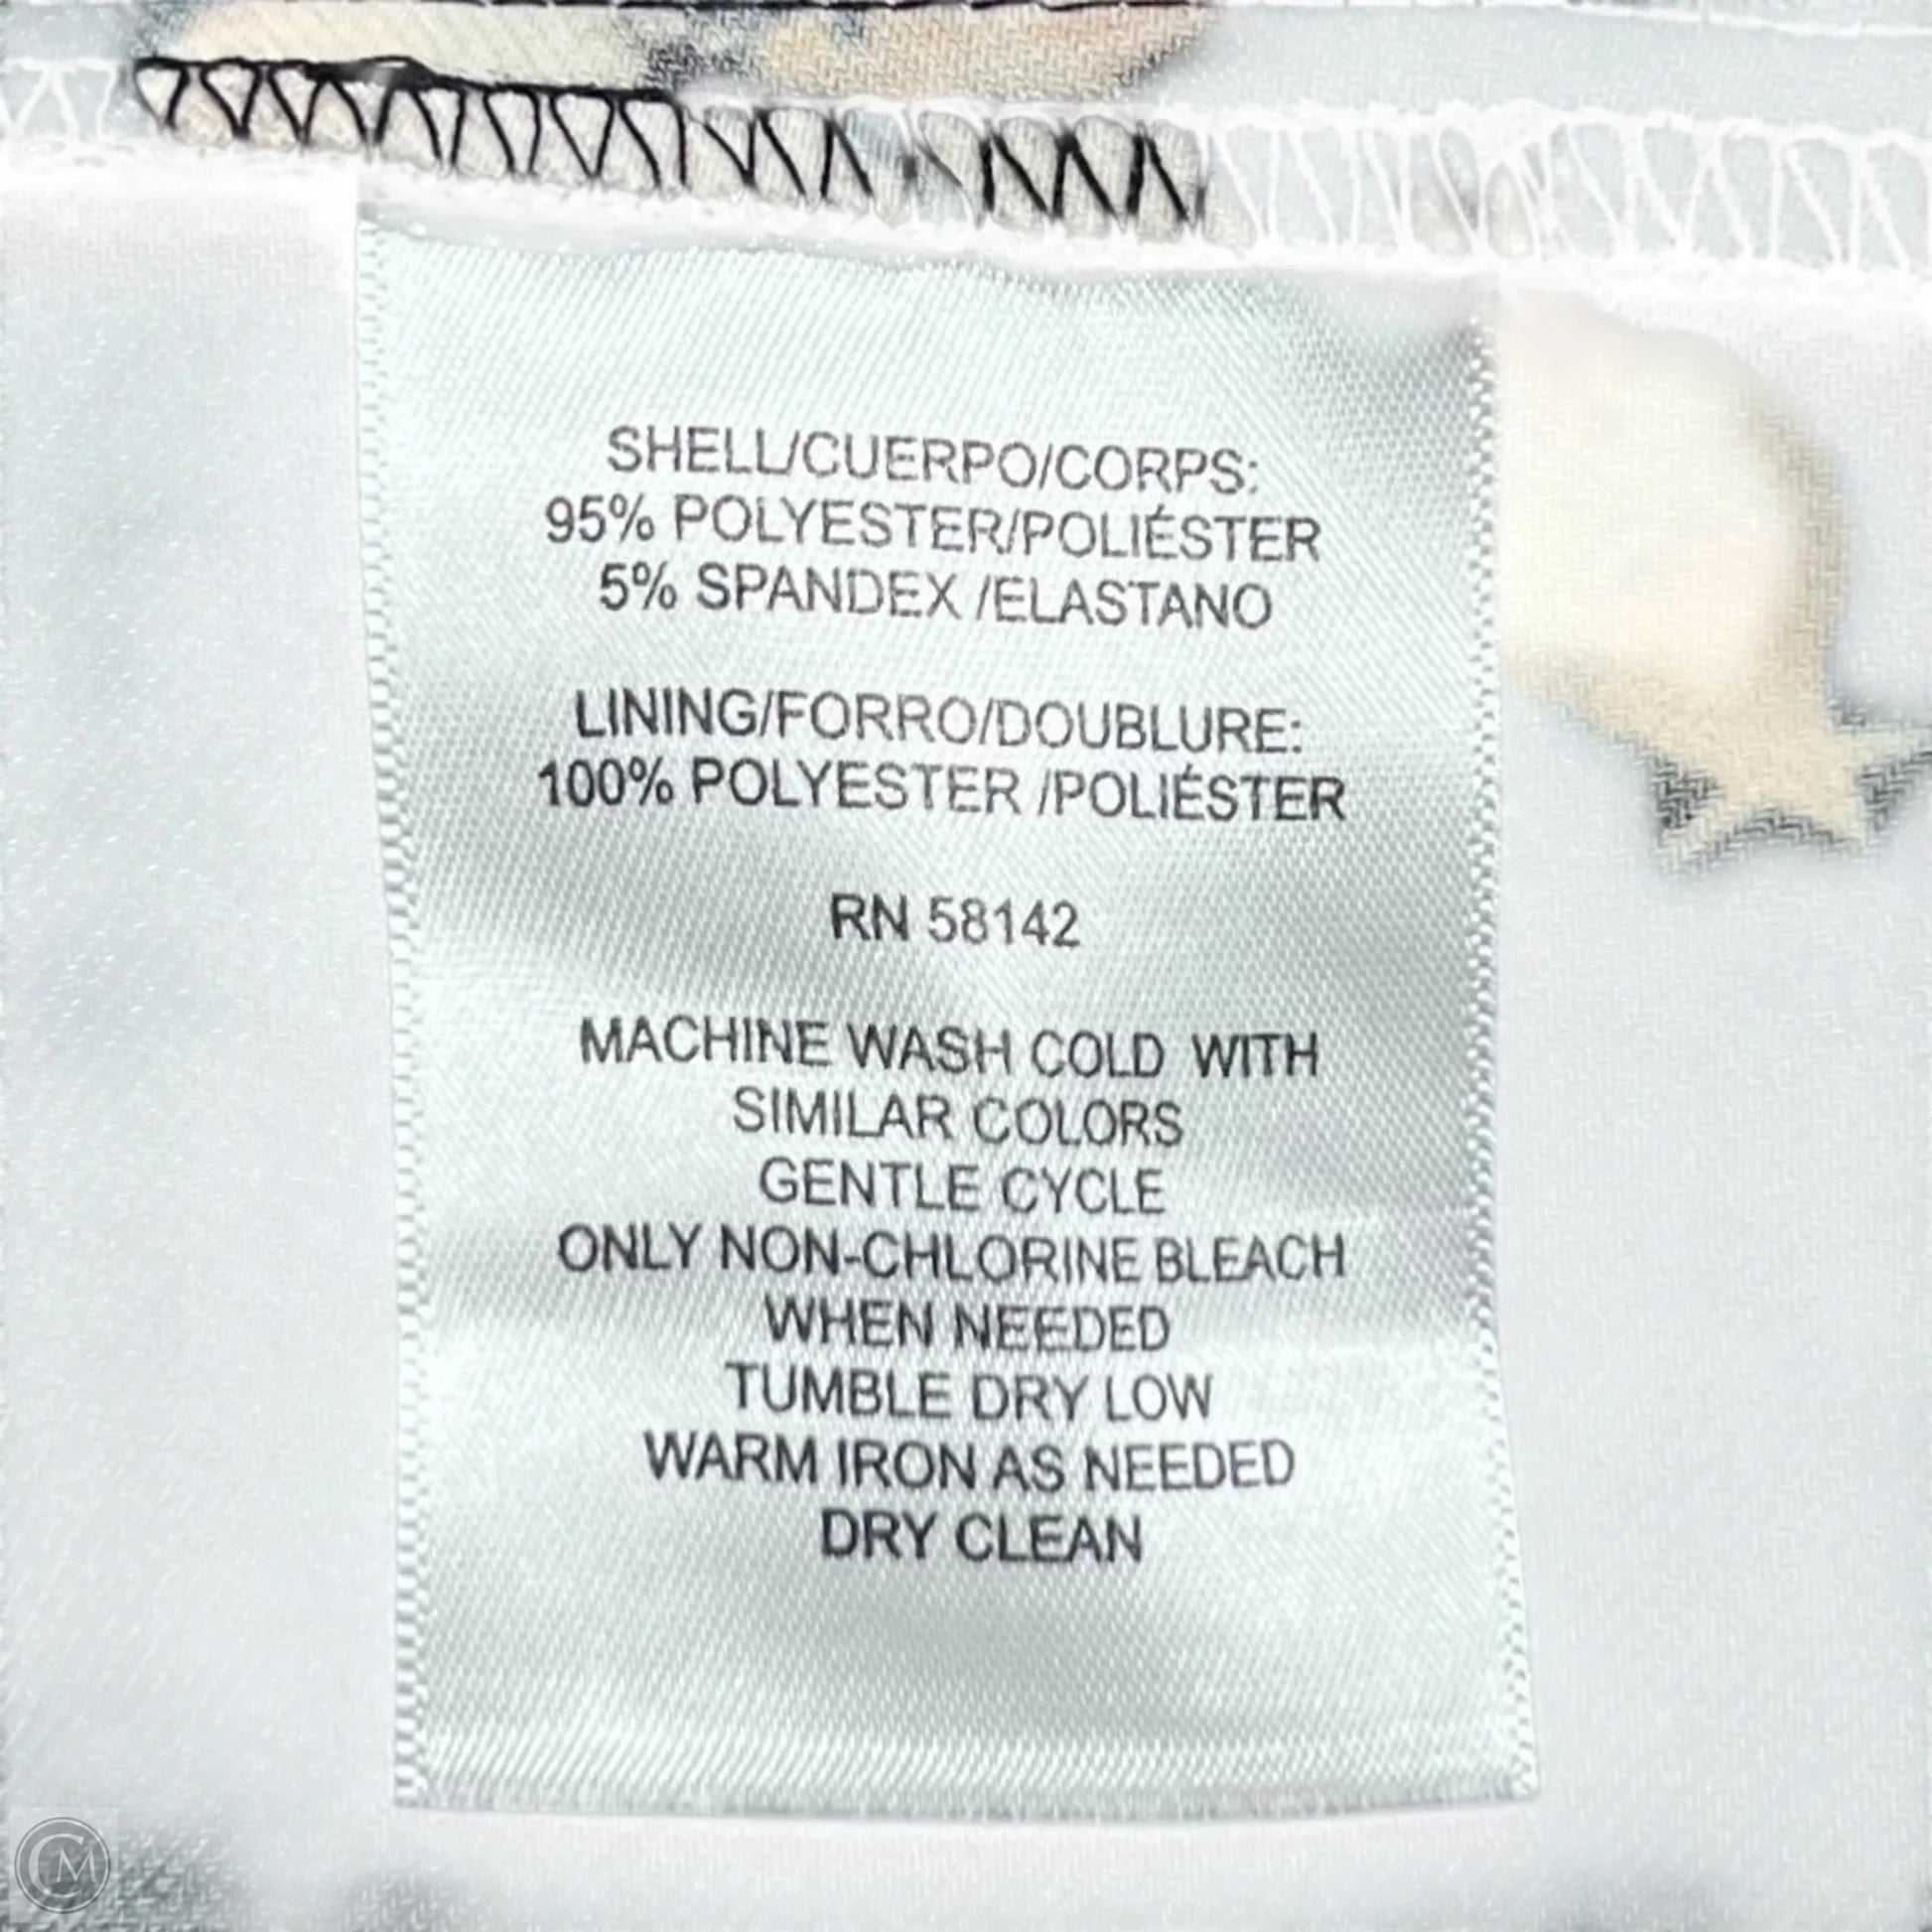 SHELL/CUERPO/CORPS:
95% POLYESTER/POLIÉSTER
5% SPANDEX /ELASTANO
LINING/FORRO/DOUBLURE:
100% POLYESTER /POLIÉSTER
RN 58142
MACHINE WASH COLD WITH
SIMILAR COLORS
GENTLE CYCLE
ONLY NON-CHLORINE BLEACH
WHEN NEEDED
TUMBLE DRY LOW
WARM IRON AS NEEDED
DRY CLEAN
CM